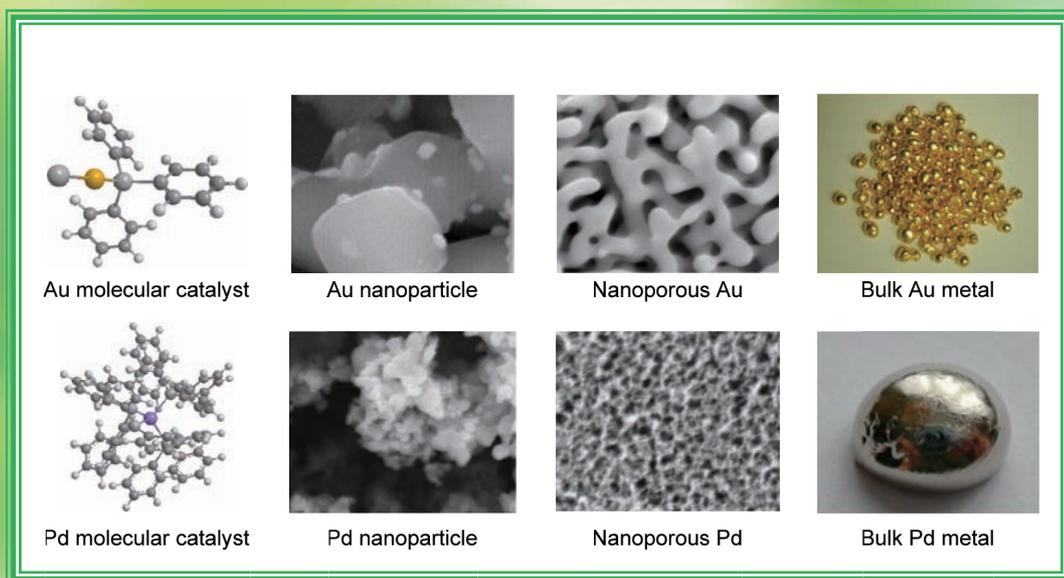 Au molecular catalyst
Au nanoparticle
Nanoporous Au
Bulk Au metal
Pd molecular catalyst
Pd nanoparticle
Nanoporous Pd
Bulk Pd metal